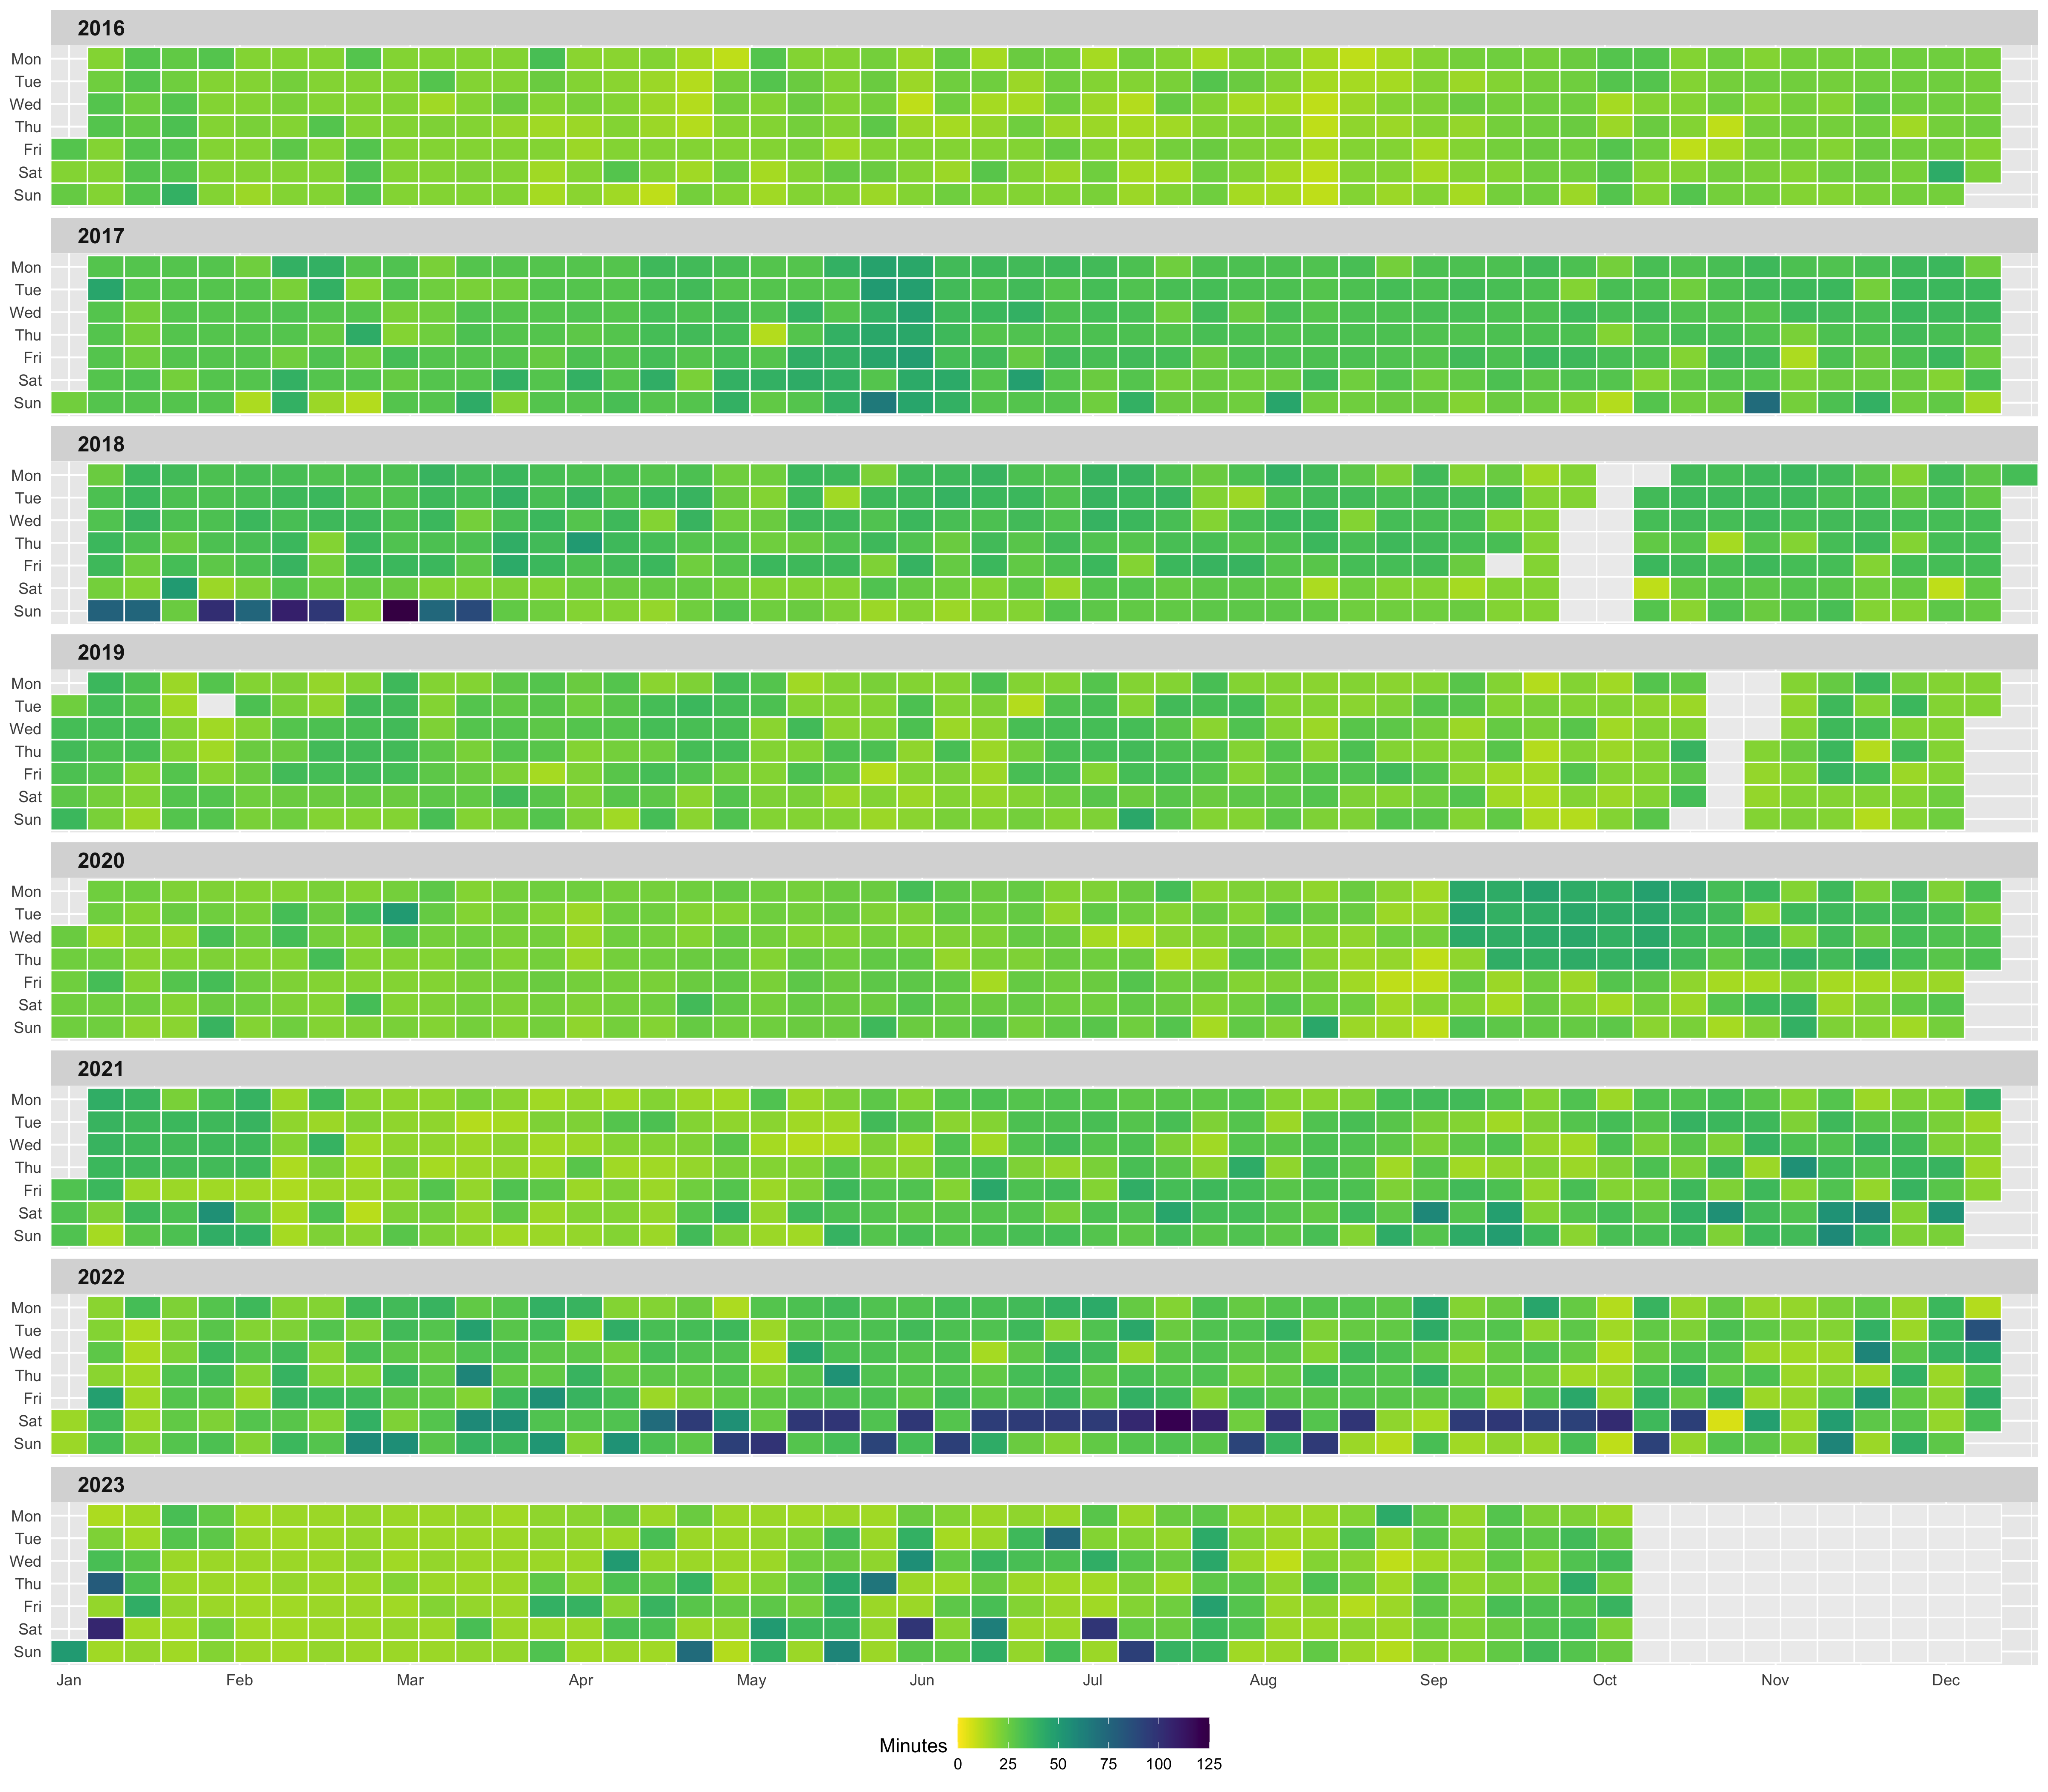 2016
Mon
Tue
Wed
Thu
Fri
Sat
Sun
2017
Mon
Tue
Wed
Thu
Fri
Sat
Sun
2018
Mon
Tue
Wed
Thu
Fri
Sat
Sun
2019
Mon
Tue
Wed
Thu
Fri
Sat
Sun
2020
Mon
Tue
Wed
Thu
Fri
Sat
Sun
2021
Mon
Tue
Wed
Thu
Fri
Sat
Sun
2022
Mon
Tue
Wed
Thu
Fri
Sat
Sun
2023
Mon
Tue
Wed
Thu
Fri
Sat
Sun
Jan Feb Mar Apr May Jun Jul Aug Sep Oct Nov Dec
Minutes
0 25 50 75 100 125